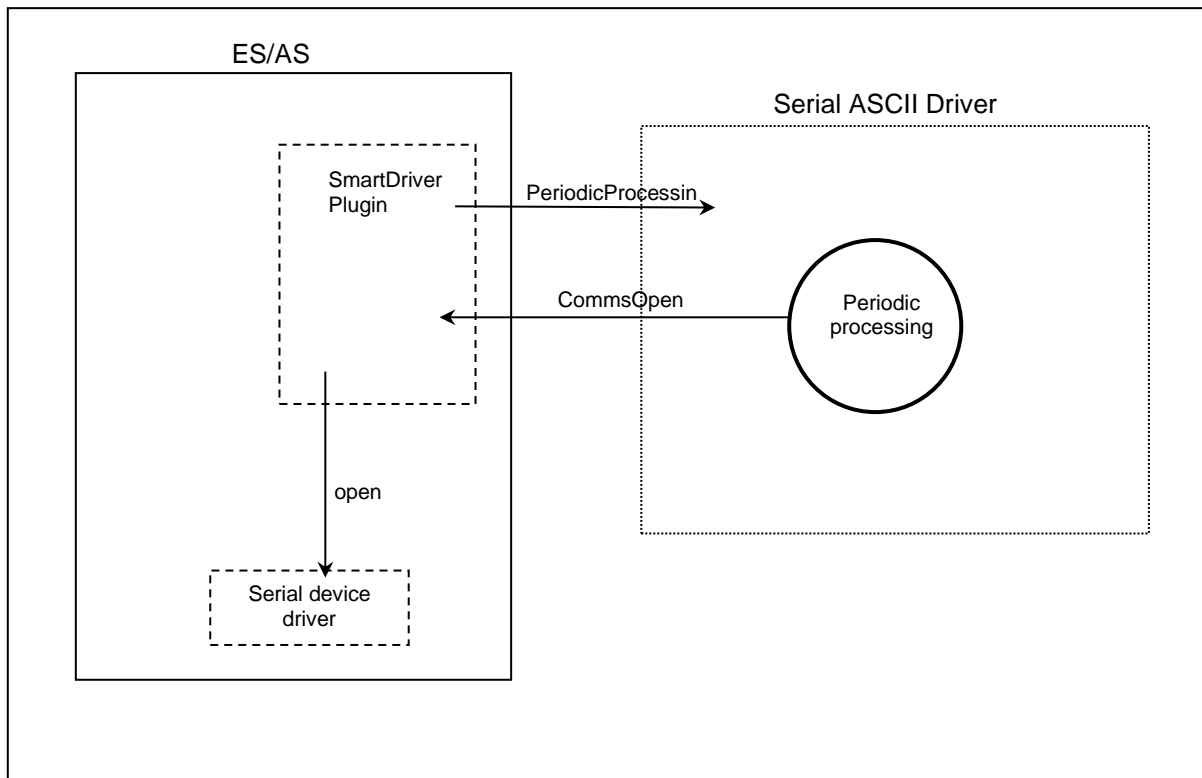 ES/AS
Serial ASCII Driver
SmartDriver
Plugin
PeriodicProcessin
CommsOpen
Periodic
processing
open
Serial device
driver